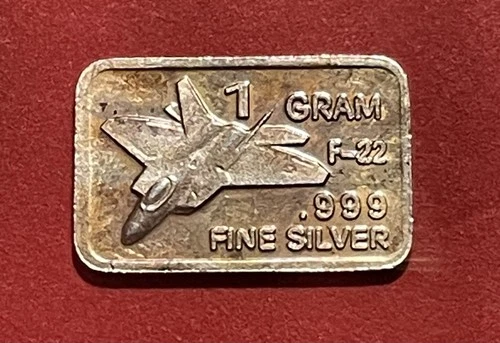 1 GRAM
F-22
.999
FINE SILVER